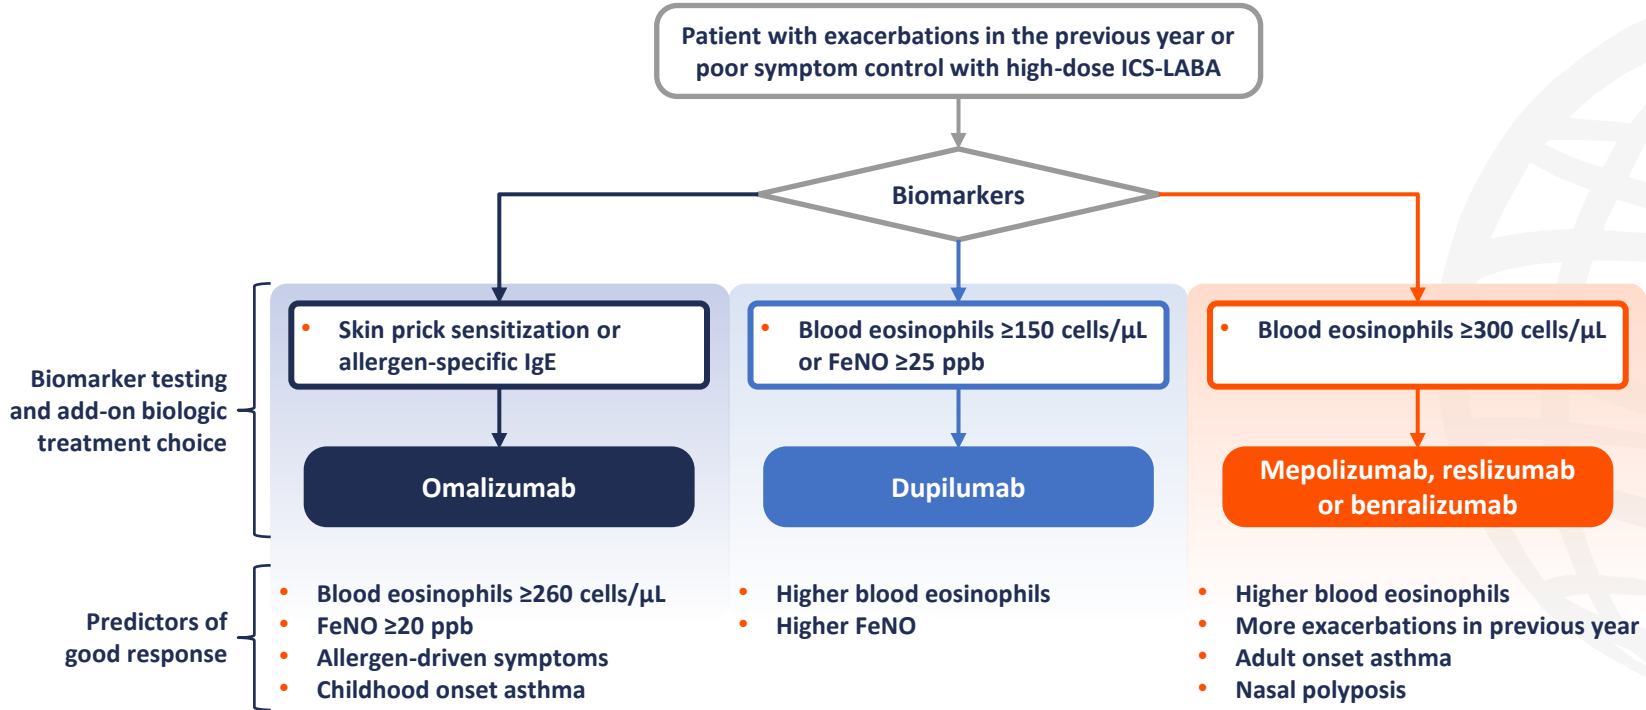 Patient with exacerbations in the previous year or
poor symptom control with high-dose ICS-LABA
Biomarkers
Biomarker testing
and add-on biologic
treatment choice
• Skin prick sensitization or
allergen-specific IgE
• Blood eosinophils ≥150 cells/μL
or FeNO ≥25 ppb
• Blood eosinophils ≥300 cells/μL
Omalizumab
Dupilumab
Mepolizumab, reslizumab
or benralizumab
Predictors of
good response
• Blood eosinophils ≥260 cells/μL
• FeNO ≥20 ppb
• Allergen-driven symptoms
• Childhood onset asthma
• Higher blood eosinophils
• Higher FeNO
• Higher blood eosinophils
• More exacerbations in previous year
• Adult onset asthma
• Nasal polyposis